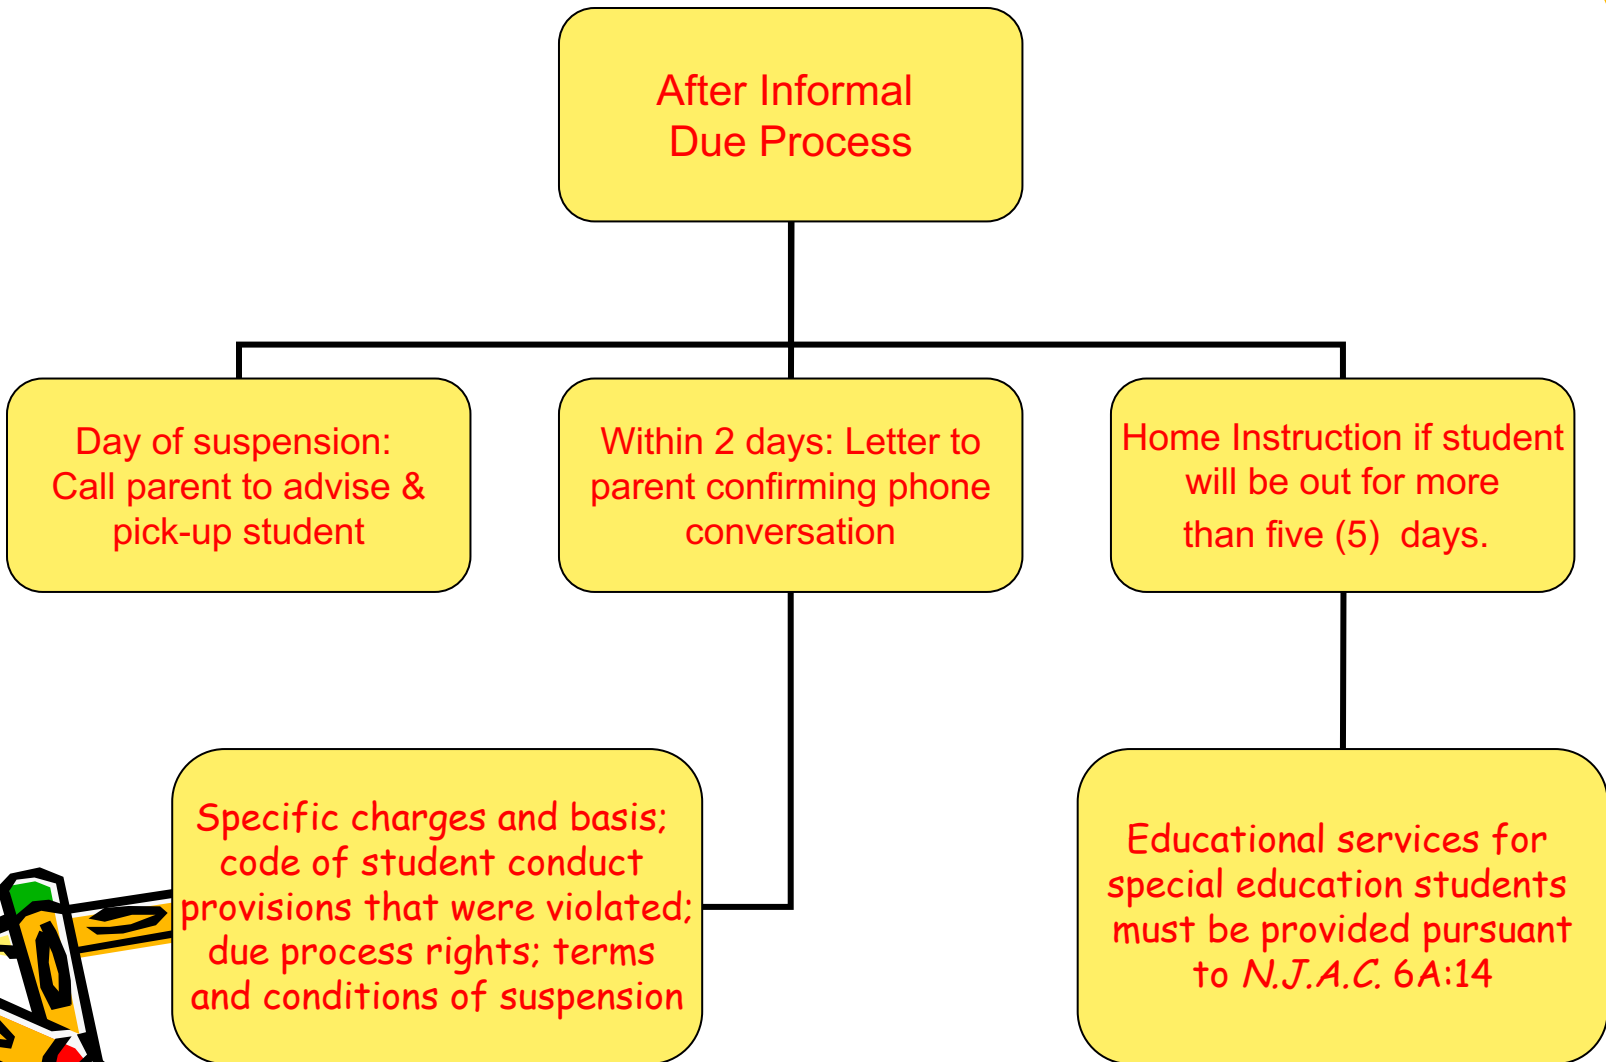 After Informal
Due Process
Day of suspension:
Call parent to advise &
pick-up student
Within 2 days: Letter to
parent confirming phone
conversation
Home Instruction if student
will be out for more
than five (5) days.
Specific charges and basis;
code of student conduct
provisions that were violated;
due process rights; terms
and conditions of suspension
Educational services for
special education students
must be provided pursuant
to N.J.A.C. 6A:14